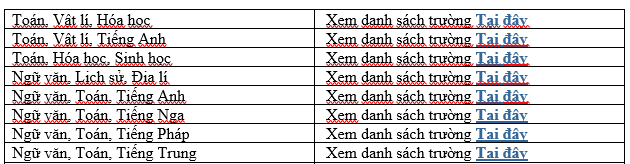 Toán, Vật lí, Hóa học Xem danh sách trường Tại đây
Toán, Vật lí, Tiếng Anh Xem danh sách trường Tại đây
Toán, Hóa học, Sinh học Xem danh sách trường Tại đây
Ngữ văn, Lịch sử, Địa lí Xem danh sách trường Tại đây
Ngữ văn, Toán, Tiếng Anh Xem danh sách trường Tại đây
Ngữ văn, Toán, Tiếng Nga Xem danh sách trường Tại đây
Ngữ văn, Toán, Tiếng Pháp Xem danh sách trường Tại đây
Ngữ văn, Toán, Tiếng Trung Xem danh sách trường Tại đây